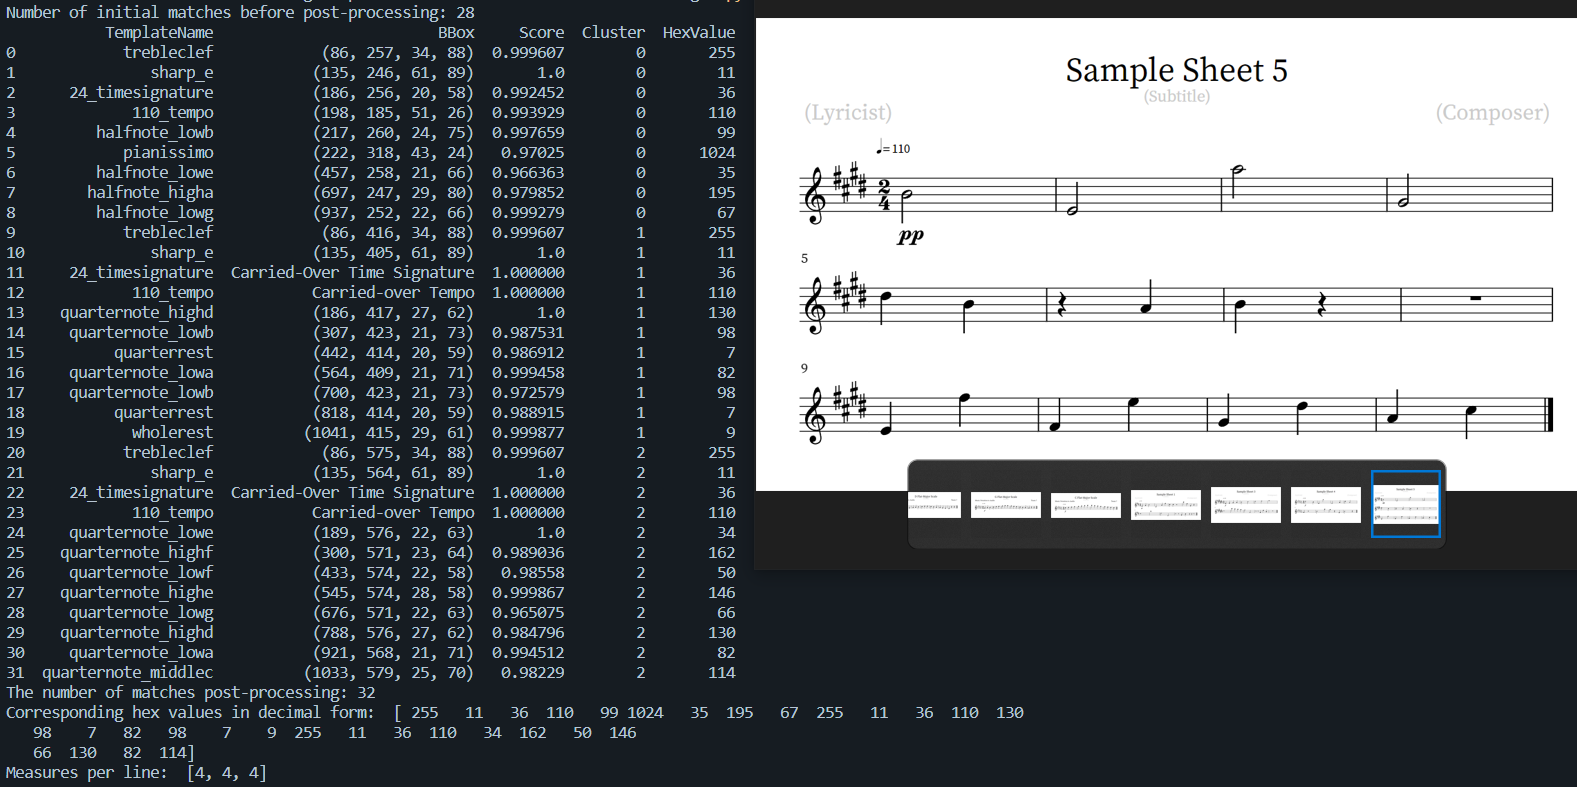 Number of initial matches before post-processing: 28
TemplateName BBox Score Cluster HexValue
0 trebleclef (86, 257, 34, 88) 0.999607 0 255
1 sharp_e (135, 246, 61, 89) 1.0 0 11
2 24_timesignature (186, 256, 20, 58) 0.992452 0 36
3 110_tempo (198, 185, 51, 26) 0.993929 0 110
4 halfnote_lowb (217, 260, 24, 75) 0.997659 0 99
5 pianissimo (222, 318, 43, 24) 0.97025 0 1024
6 halfnote_lowe (457, 258, 21, 66) 0.966363 0 35
7 halfnote_higha (697, 247, 29, 80) 0.979852 0 195
8 halfnote_lowg (937, 252, 22, 66) 0.999279 0 67
9 trebleclef (86, 416, 34, 88) 0.999607 1 255
10 sharp_e (135, 405, 61, 89) 1.0 1 11
11 24_timesignature Carried-Over Time Signature 1.000000 1 36
12 110_tempo Carried-over Tempo 1.000000 1 110
13 quarternote_highd (186, 417, 27, 62) 1.0 1 130
14 quarternote_lowb (307, 423, 21, 73) 0.987531 1 98
15 quarterrest (442, 414, 20, 59) 0.986912 1 7
16 quarternote_lowa (564, 409, 21, 71) 0.999458 1 82
17 quarternote_lowb (700, 423, 21, 73) 0.972579 1 98
18 quarterrest (818, 414, 20, 59) 0.988915 1 7
19 wholerest (1041, 415, 29, 61) 0.999877 1 9
20 trebleclef (86, 575, 34, 88) 0.999607 2 255
21 sharp_e (135, 564, 61, 89) 1.0 2 11
22 24_timesignature Carried-Over Time Signature 1.000000 2 36
23 110_tempo Carried-over Tempo 1.000000 2 110
24 quarternote_lowe (189, 576, 22, 63) 1.0 2 34
25 quarternote_highf (300, 571, 23, 64) 0.989036 2 162
26 quarternote_lowf (433, 574, 22, 58) 0.98558 2 50
27 quarternote_highe (545, 574, 28, 58) 0.999867 2 146
28 quarternote_lowg (676, 571, 22, 63) 0.965075 2 66
29 quarternote_highd (788, 576, 27, 62) 0.984796 2 130
30 quarternote_lowa (921, 568, 21, 71) 0.994512 2 82
31 quarternote_middlec (1033, 579, 25, 70) 0.98229 2 114
The number of matches post-processing: 32
Corresponding hex values in decimal form: [ 255 11 36 110 99 1024 35 195 67 255 11 36 110 130
98 7 82 98 7 9 255 11 36 110 34 162 50 146
66 130 82 114]
Measures per line: [4, 4, 4]
Sample Sheet 5
(Subtitle)
(Lyricist)
(Composer)
♩=110
2
4
pp
5
9